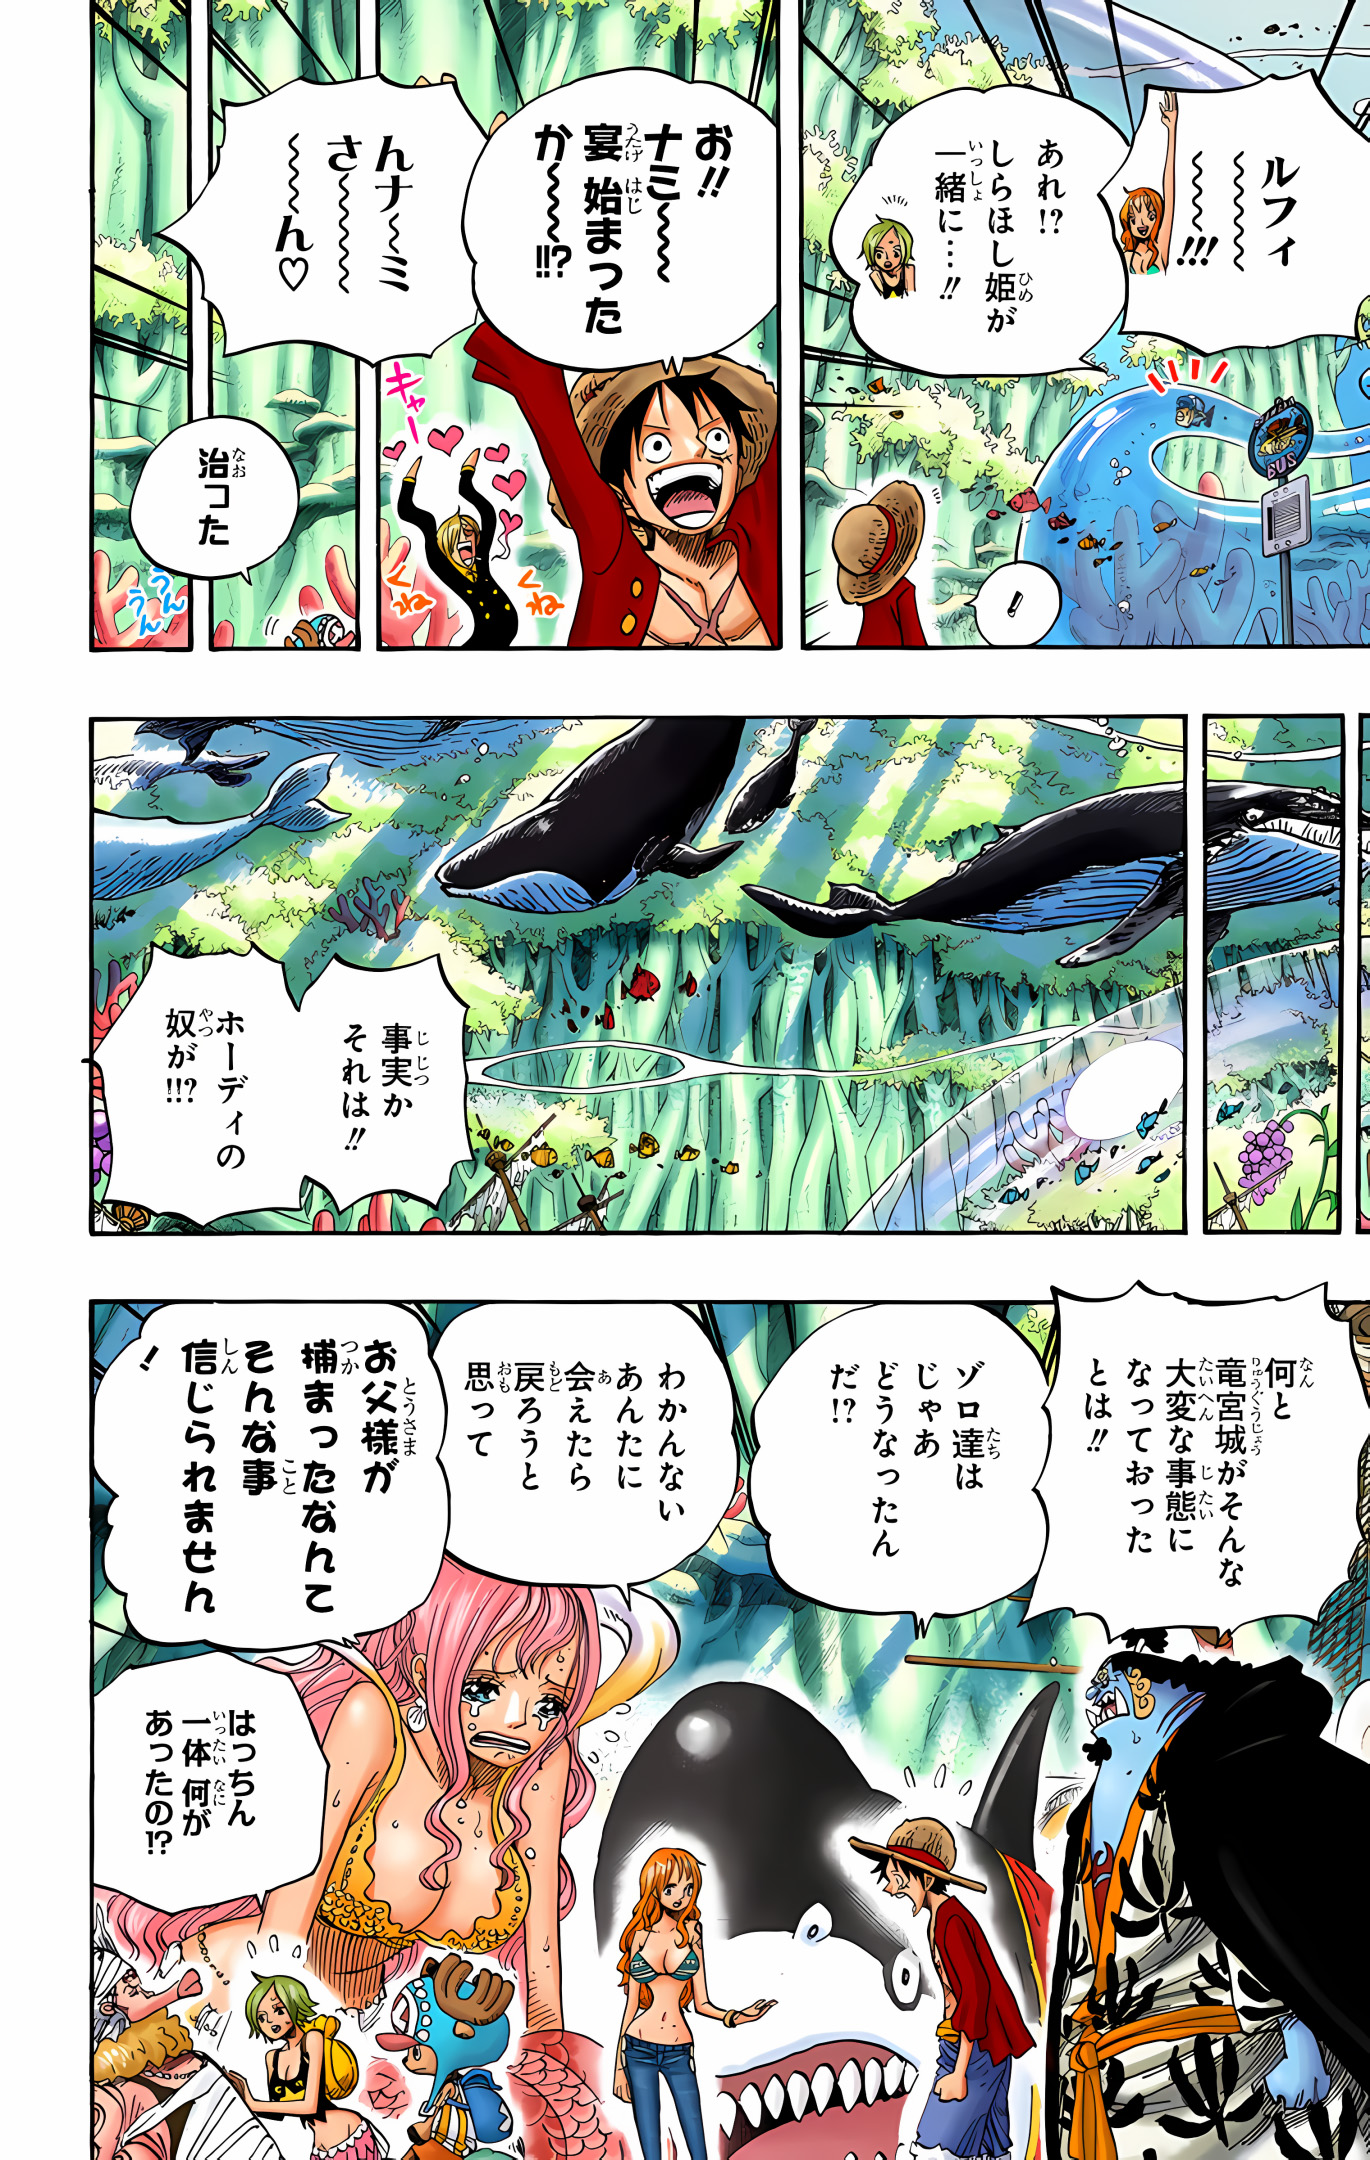 ルフィ
〜〜〜〜
〜〜!!!
あれ!?
しらほし姫が
一緒に…!!
BUS
!
お!!
ナミ〜〜〜
宴始まった
か〜〜〜!!?
んナ〜ミ
さ〜〜〜〜
〜〜〜ん♡
キャー
くね
くね
治コた
うん
うん
事実か
それは!!
ホーディの
奴が!!?
何と
竜宮城がそんな
大変な事態に
なっておった
とは!!
ゾロ達は
じゃあ
どうなったん
だ!?
わかんない
あんたに
会えたら
戻ろうと
思って
お父様が
捕まったなんて
そんな事
信じられません
!
はっちん
一体何が
あったの!?